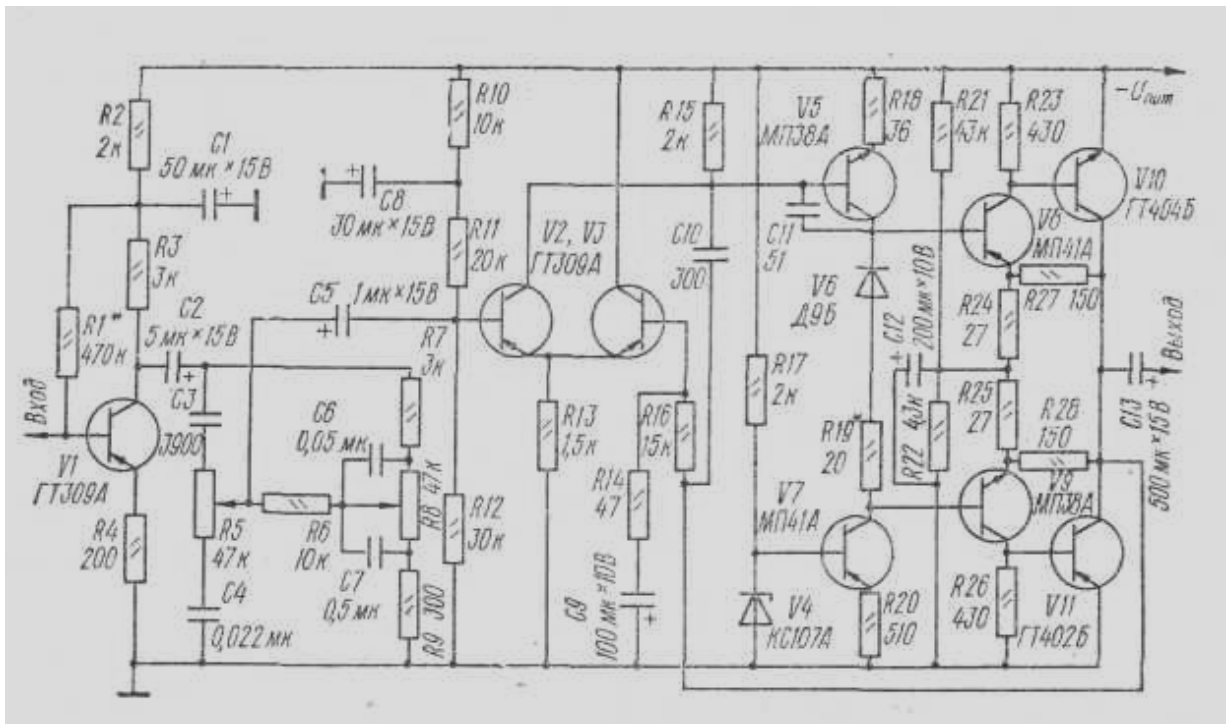 R2
2к
C1
50 мк × 15В
R3
3к
R1*
470к
C2
5 мк × 15В
Вход
V1
ГТ309А
R4
200
C3
3900
R5
47к
C4
0,022 мк
R10
10к
C8
30 мк × 15В
R11
20к
C5
1 мк × 15В
R7
3к
C6
0,05 мк
R6
10к
C7
0,5 мк
47к
R8
R9 300
R12
30к
V2, V3
ГТ309А
R13
1,5к
R14
47
C9
100 мк × 10В
R15
2к
C10
300
R16
15к
R17
2к
V4
КС107А
V5
МП38А
C11
51
R18
36
V6
Д9Б
R19*
20
V7
МП41А
R20
510
R21
43к
C12
200 мк × 10В
R22 4,3к
R23
430
V8
МП41А
R24
27
R27 150
R25
27
R28
150
V9
МП38А
R26
430
V10
ГТ404Б
V11
ГТ402Б
C13
500 мк × 15В
Выход
−Uпит